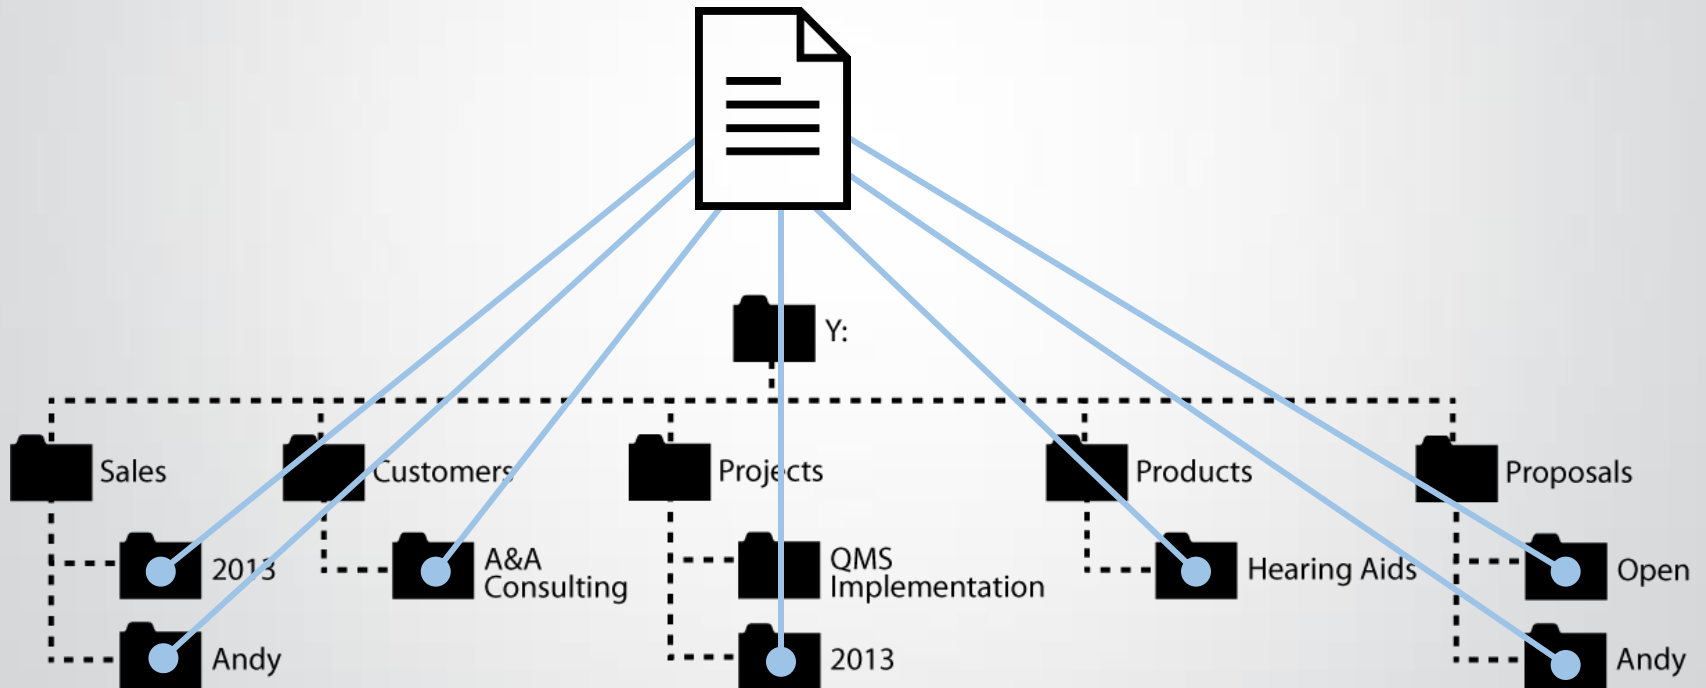 Y:
Sales
Customers
Projects
Products
Proposals
2013
A&A
Consulting
QMS
Implementation
Hearing Aids
Open
Andy
2013
Andy